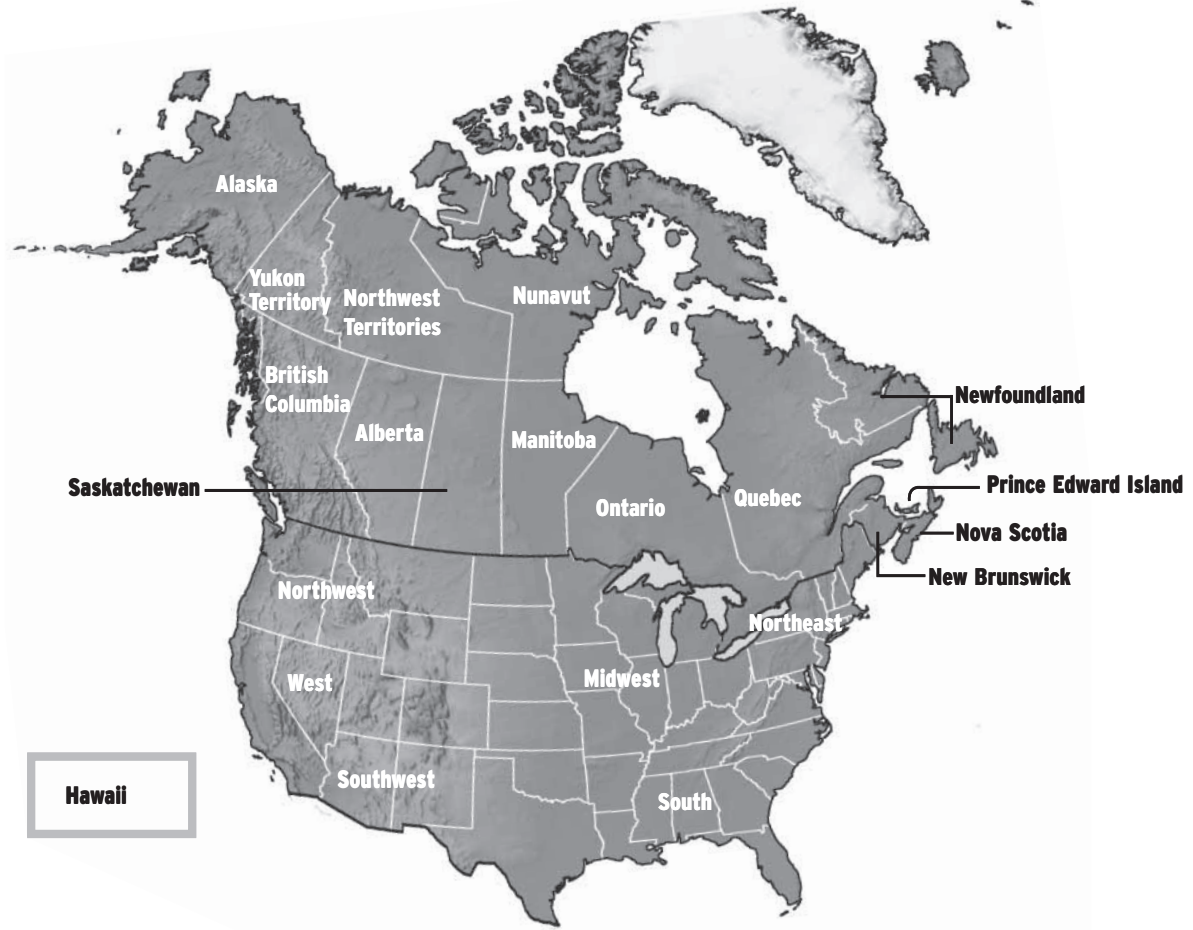 Alaska
Yukon
Territory
Northwest
Territories
Nunavut
British
Columbia
Alberta
Manitoba
Newfoundland
Saskatchewan
Ontario
Quebec
Prince Edward Island
Nova Scotia
New Brunswick
Northwest
Northeast
West
Midwest
Southwest
South
Hawaii